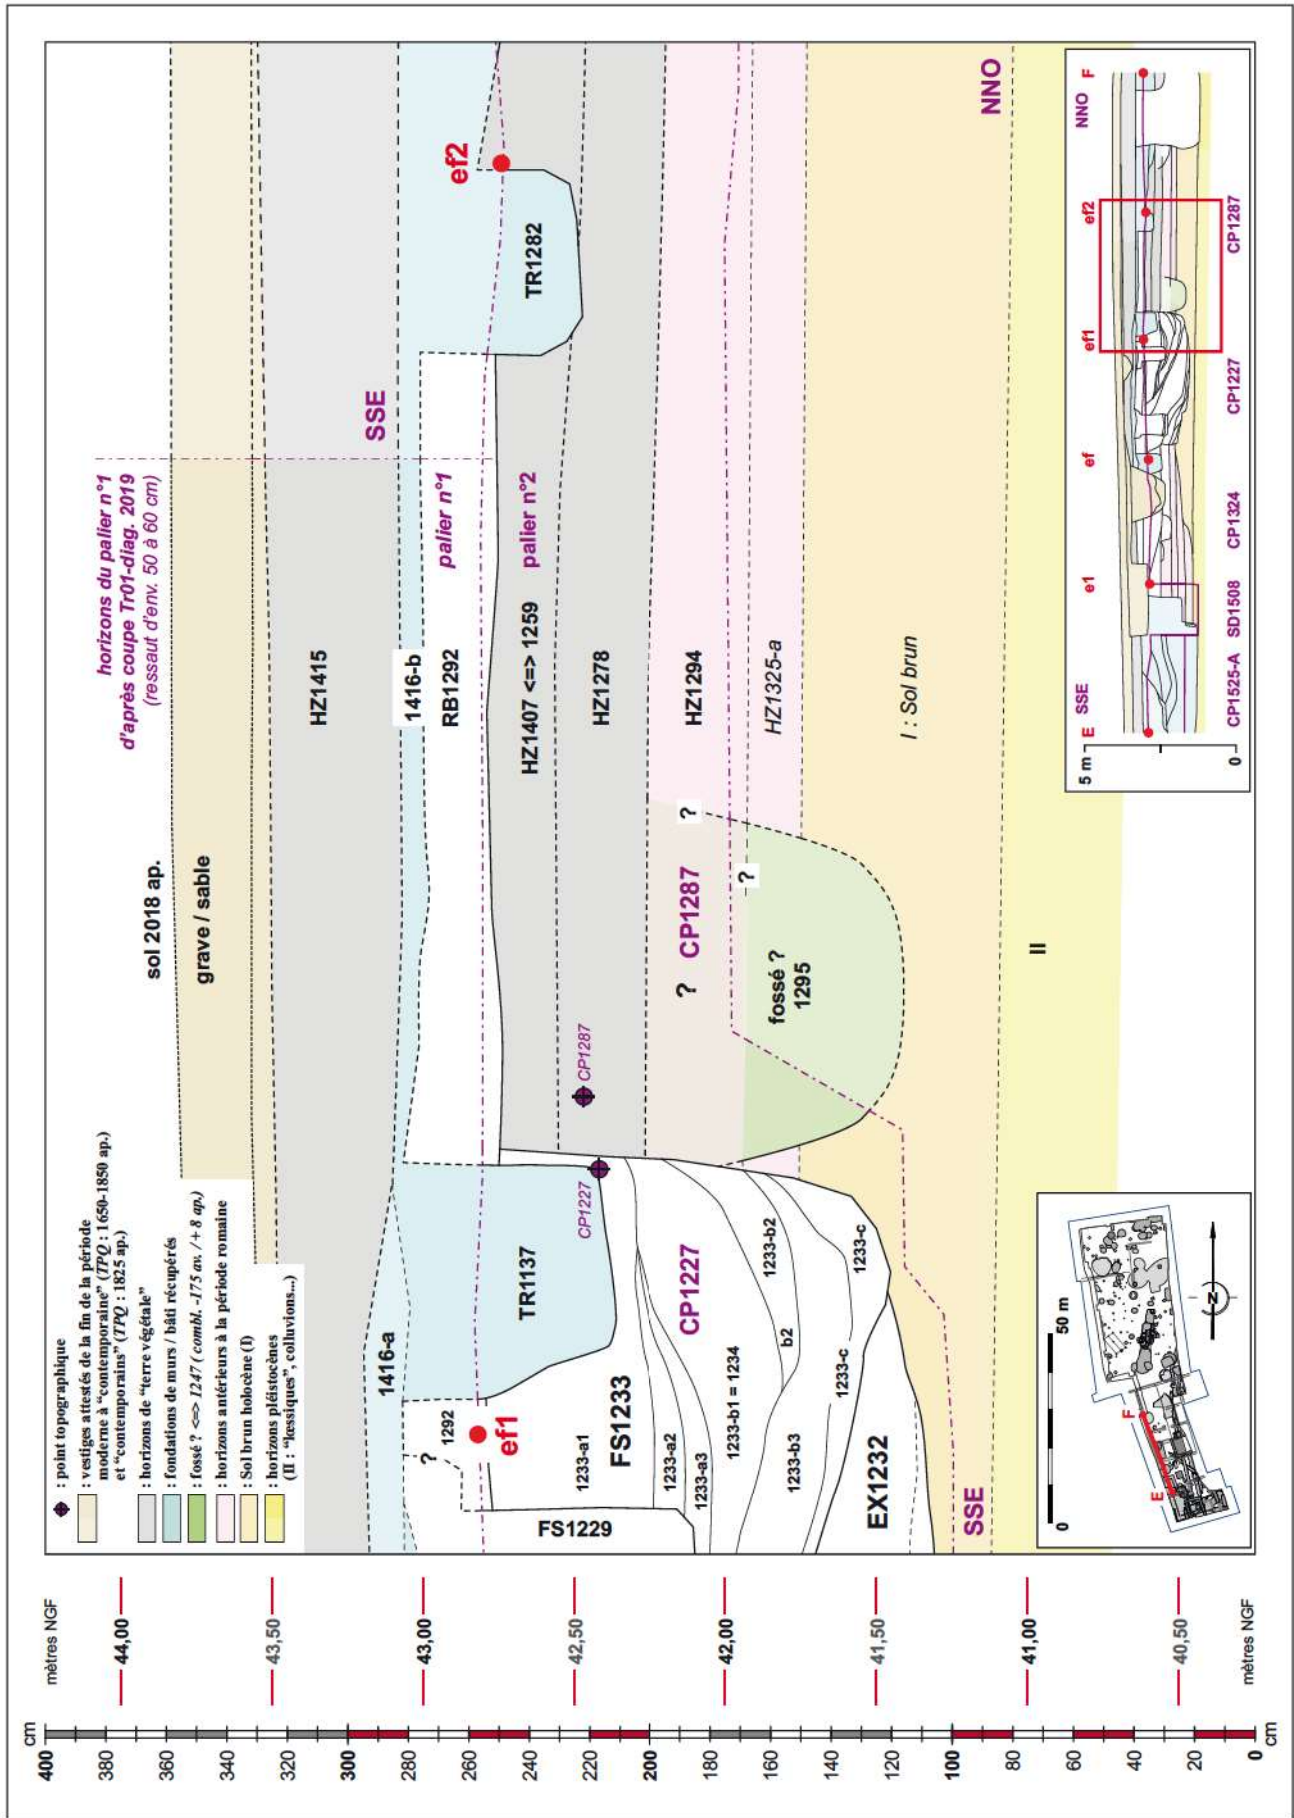 : point topographique
: vestiges attestés de la fin de la période
moderne à "contemporaine" (TPQ : 1650-1850 ap.)
et "contemporains" (TPQ : 1825 ap.)
: horizons de "terre végétale"
: fondations de murs / bâti récupérés
: fossé ? <=> 1247 ( combl. -175 av. / + 8 ap.)
: horizons antérieurs à la période romaine
: Sol brun holocène (I)
: horizons pléistocènes
(II : "lœssiques", colluvions...)
horizons du palier n°1
d'après coupe Tr01-diag. 2019
(ressaut d'env. 50 à 60 cm)
sol 2018 ap.
grave / sable
HZ1415
SSE
1416-a
1416-b
1292
?
RB1292
palier n°1
ef1
ef2
TR1137
TR1282
HZ1407 <=> 1259
palier n°2
HZ1278
CP1227
CP1287
FS1229
FS1233
1233-a1
1233-a2
1233-a3
CP1227
1233-b1 = 1234
1233-b2
b2
1233-b3
1233-c
1233-c
EX1232
? CP1287
?
?
fossé ?
1295
HZ1294
HZ1325-a
I : Sol brun
II
SSE
NNO
cm
400
380
360
340
320
300
280
260
240
220
200
180
160
140
120
100
80
60
40
20
0
cm
mètres NGF
44,00
43,50
43,00
42,50
42,00
41,50
41,00
40,50
mètres NGF
0
50 m
E
F
N
E SSE
e1
ef
ef1
ef2
NNO F
5 m
0
CP1525-A SD1508 CP1324 CP1227 CP1287